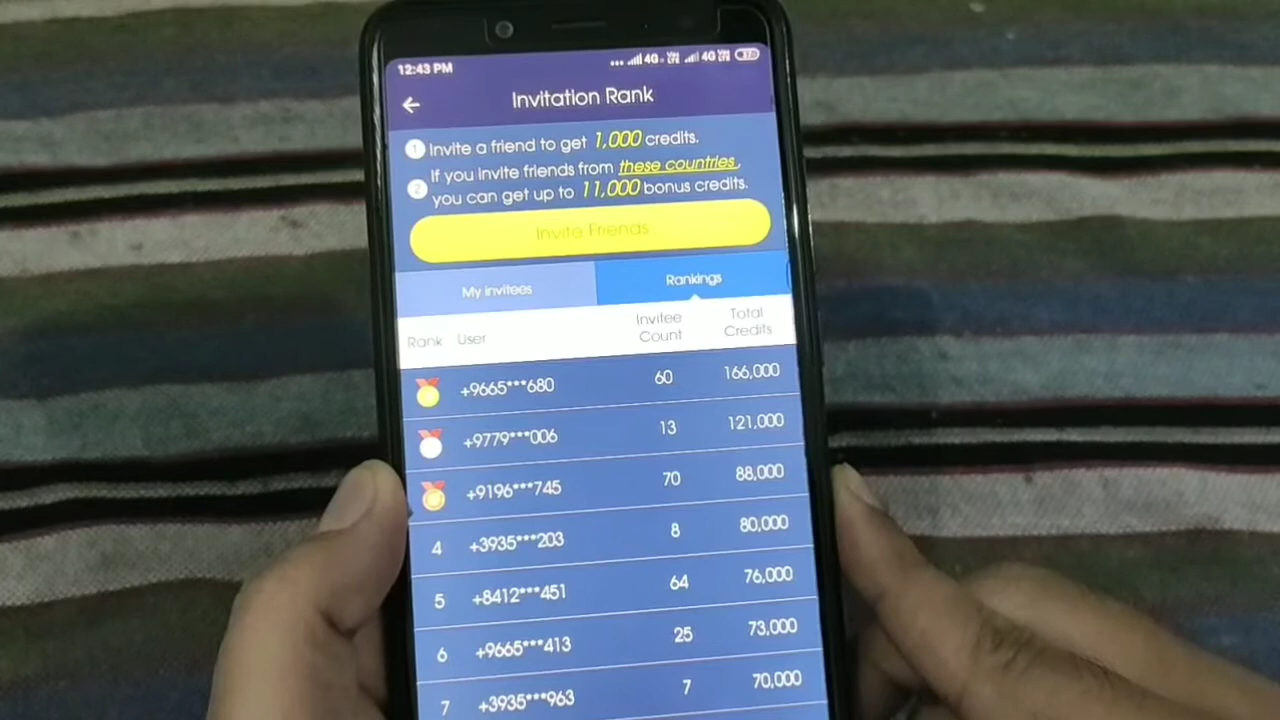 12:43 PM 4G 4G 37
Invitation Rank
1 Invite a friend to get 1,000 credits.
2 If you invite friends from these countries,
you can get up to 11,000 bonus credits.
Invite Friends
My invitees Rankings
Rank User Invitee Count Total Credits
+9665***680 60 166,000
+9779***006 13 121,000
+9196***745 70 88,000
4 +3935***203 8 80,000
5 +8412***451 64 76,000
6 +9665***413 25 73,000
7 +3935***963 7 70,000